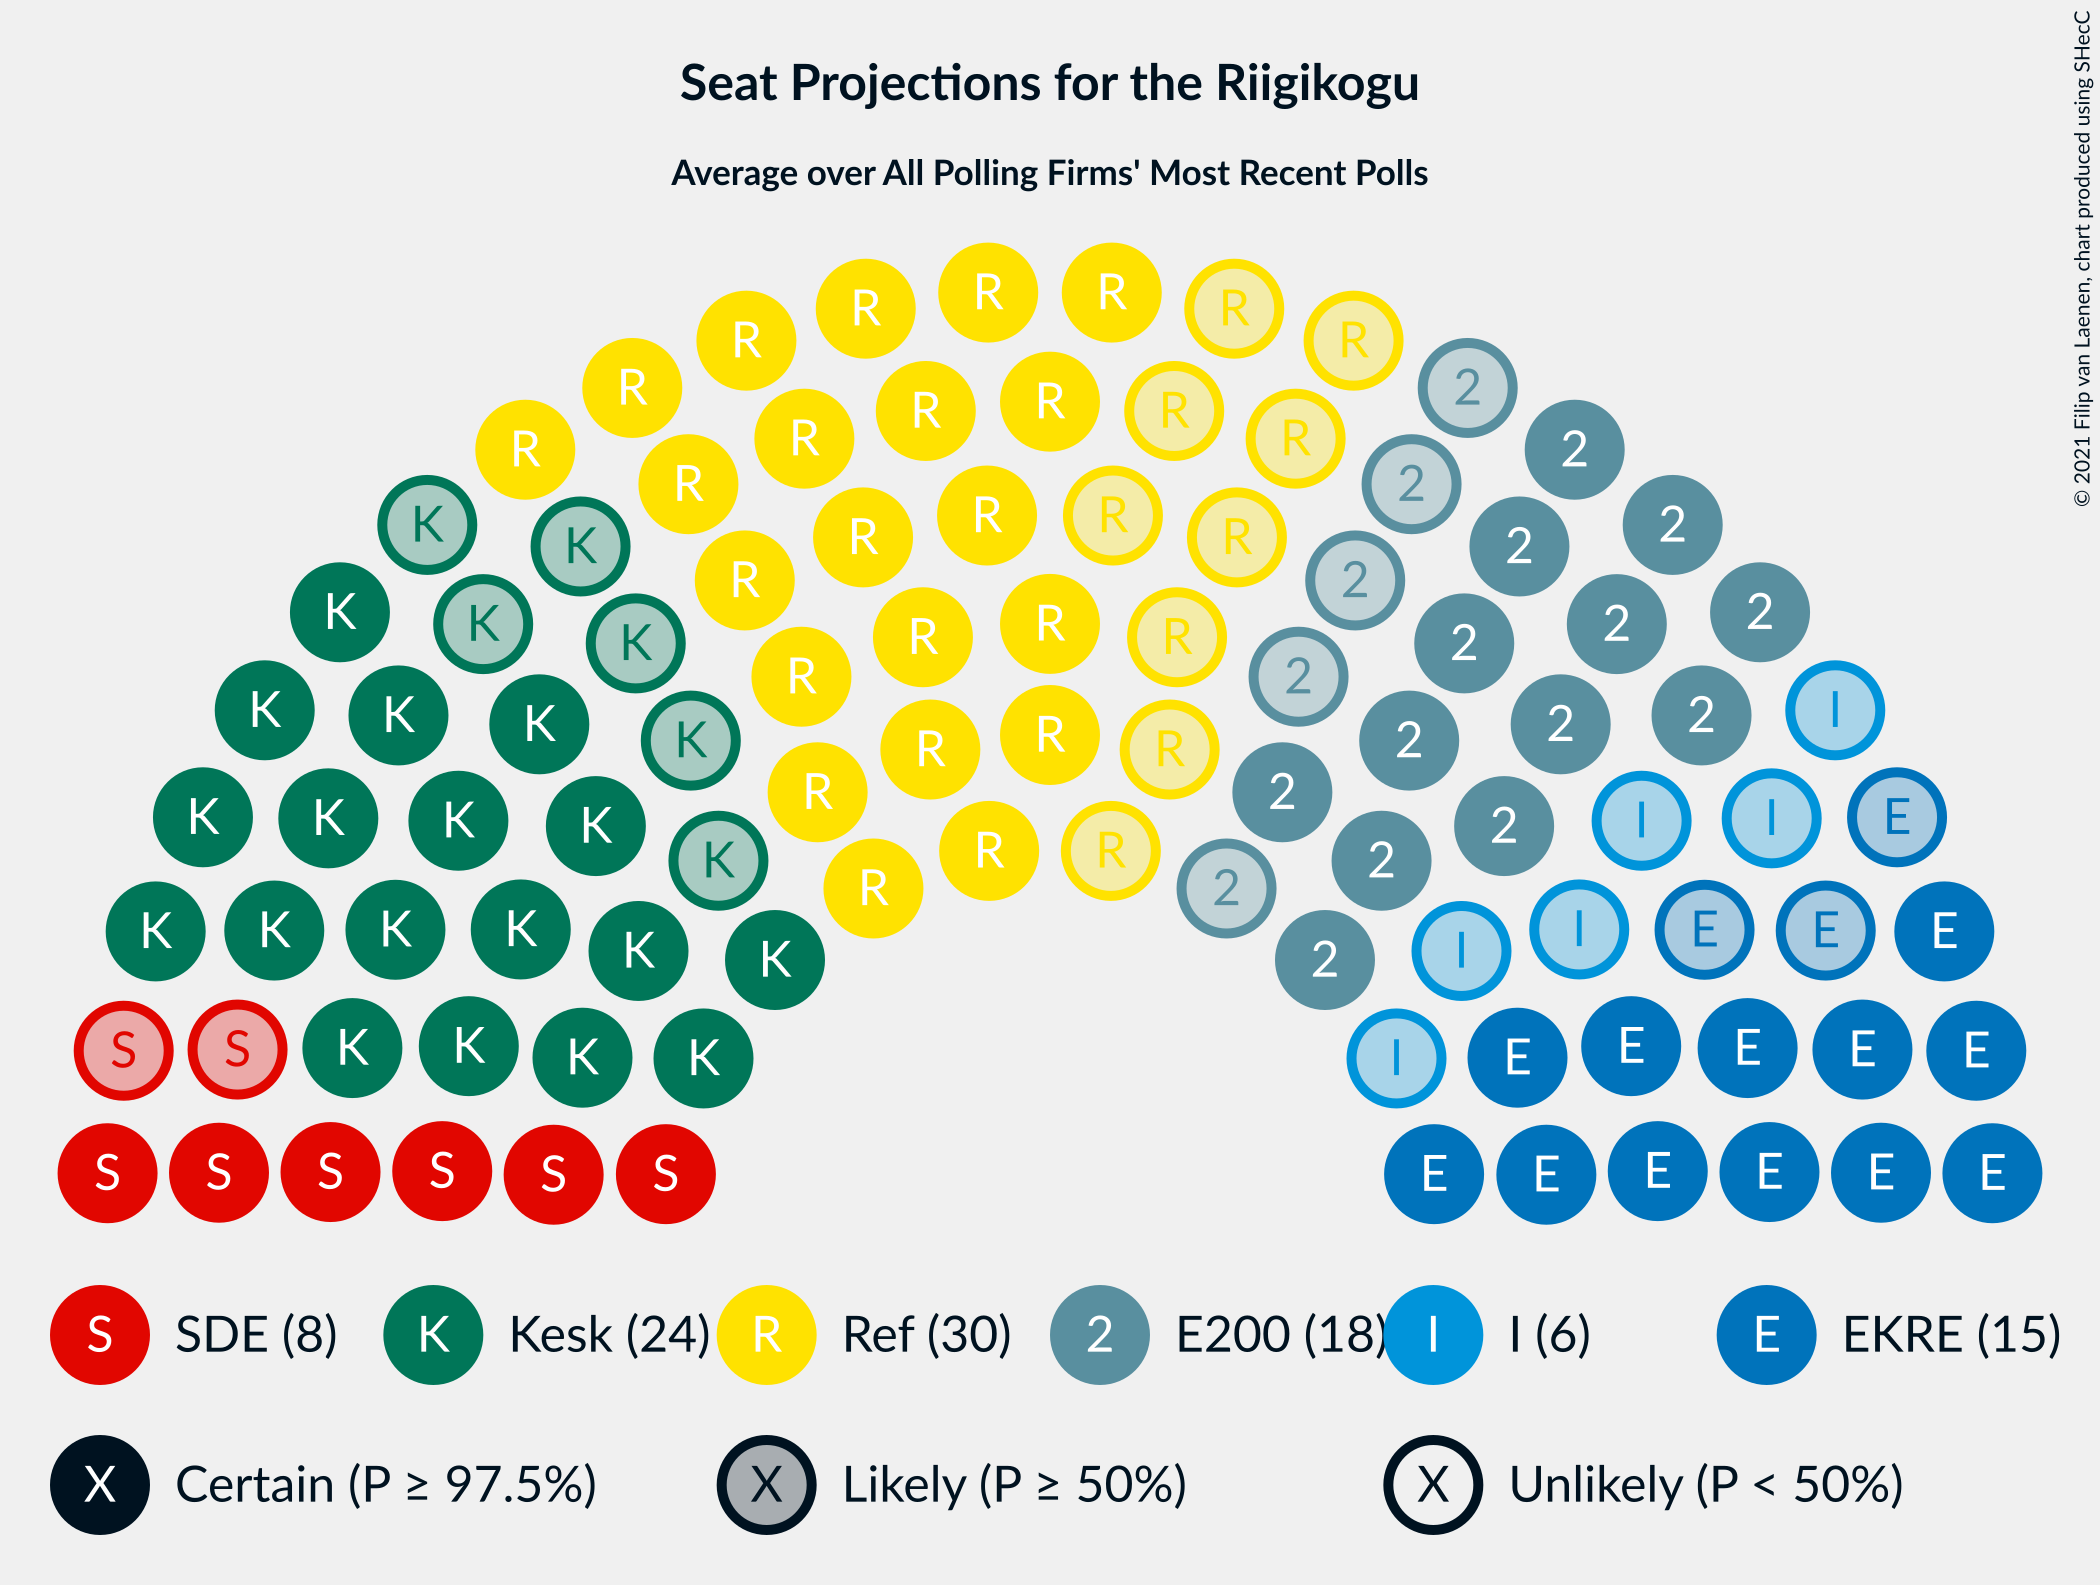 Seat Projections for the Riigikogu
Average over All Polling Firms' Most Recent Polls
© 2021 Filip van Laenen, chart produced using SHecC
R R R R
R R R R
R R R R 2
R R 2
R R 2 2
K R R R R 2
K K R R 2 2
K K R R 2 2
K K R R R 2 2 2
K K K R R R 2 2 2 I
K K K R R R 2 2 2
K K K K K R R R 2 2 2 I I E
K K K K K R 2 2 I I E E E
S S K K K K I E E E E E
S S S S S S E E E E E E
S SDE (8) K Kesk (24) R Ref (30) 2 E200 (18) I I (6) E EKRE (15)
X Certain (P ≥ 97.5%) X Likely (P ≥ 50%) X Unlikely (P < 50%)